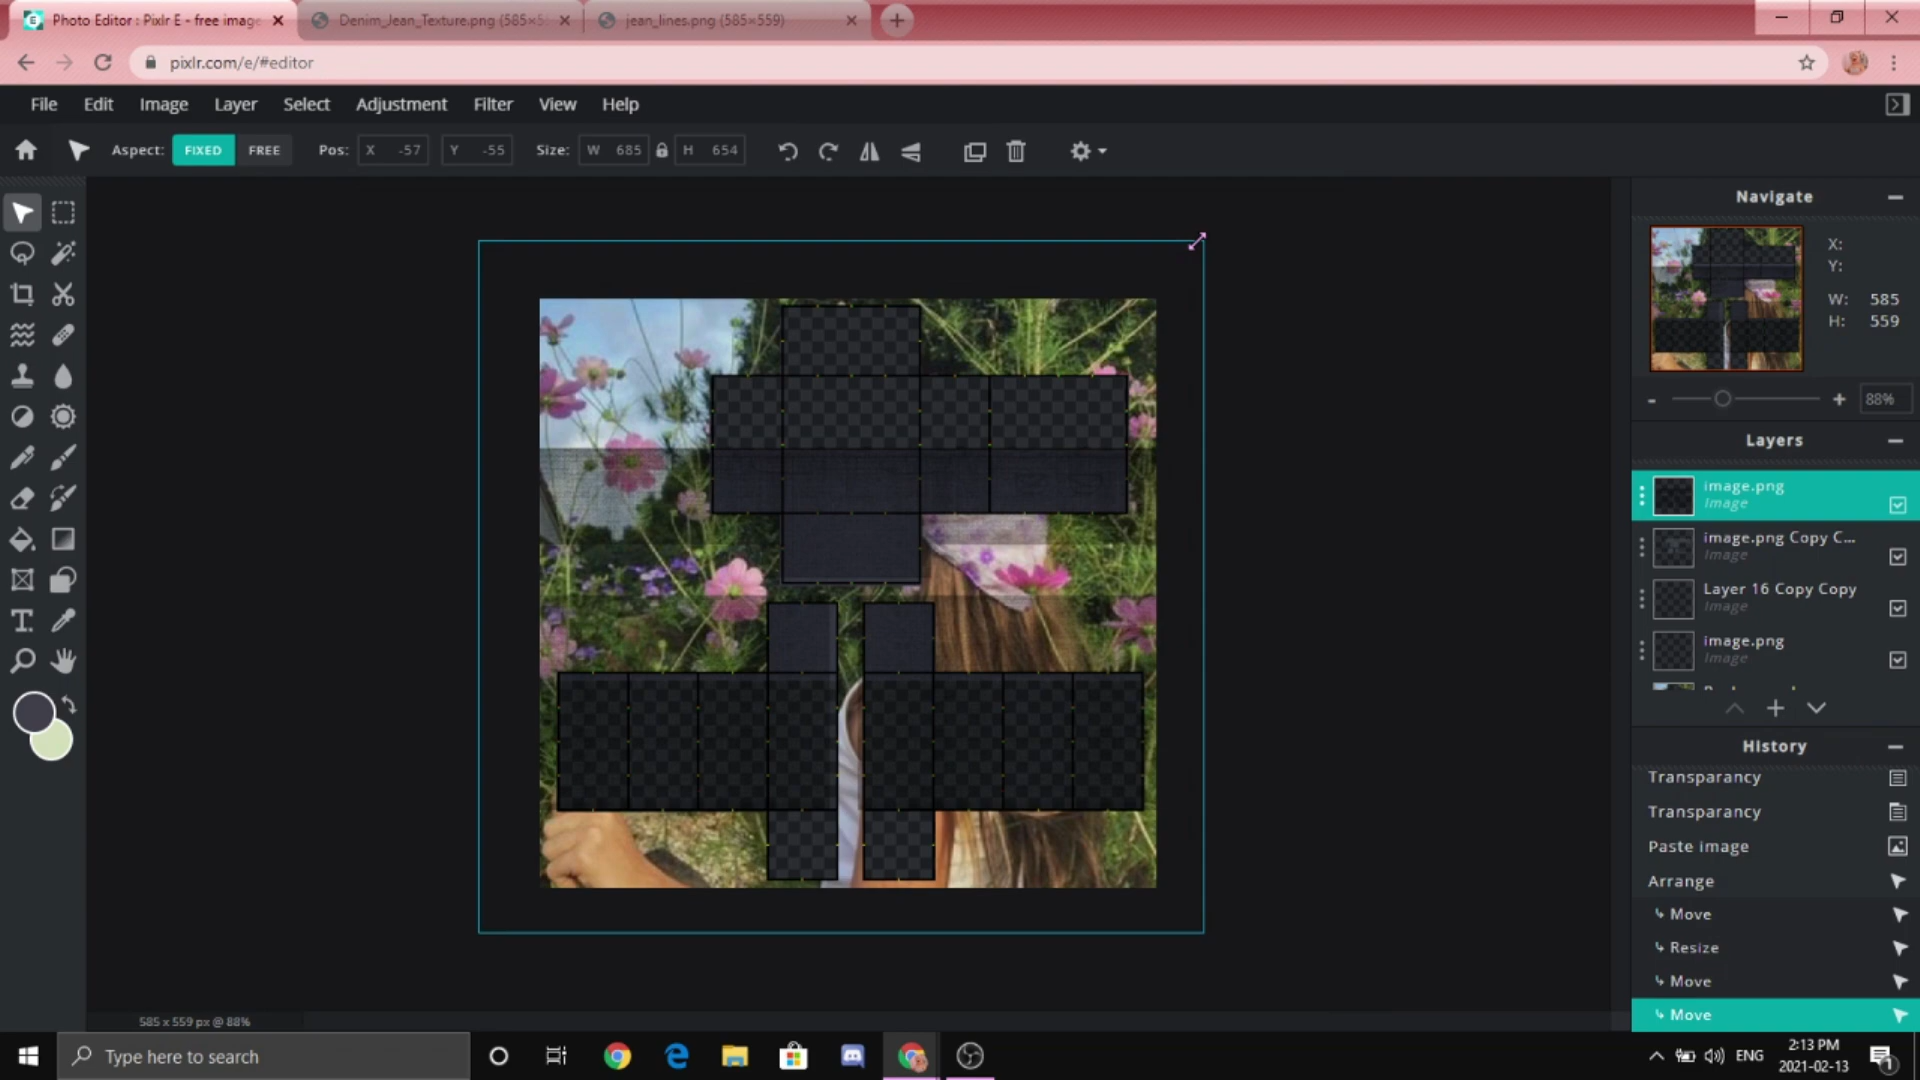 Photo Editor : Pixlr E - free image
Denim_Jean_Texture.png (585×5
jean_lines.png (585×559)
pixlr.com/e/#editor
File Edit Image Layer Select Adjustment Filter View Help
Aspect: FIXED FREE Pos: X -57 Y -55 Size: W 685 H 654
Navigate
X:
Y:
W: 585
H: 559
88%
Layers
image.png
Image
image.png Copy C...
Image
Layer 16 Copy Copy
Image
image.png
Image
History
Transparancy
Transparancy
Paste image
Arrange
Move
Resize
Move
Move
585 x 559 px @ 88%
Type here to search
ENG
2:13 PM
2021-02-13
1